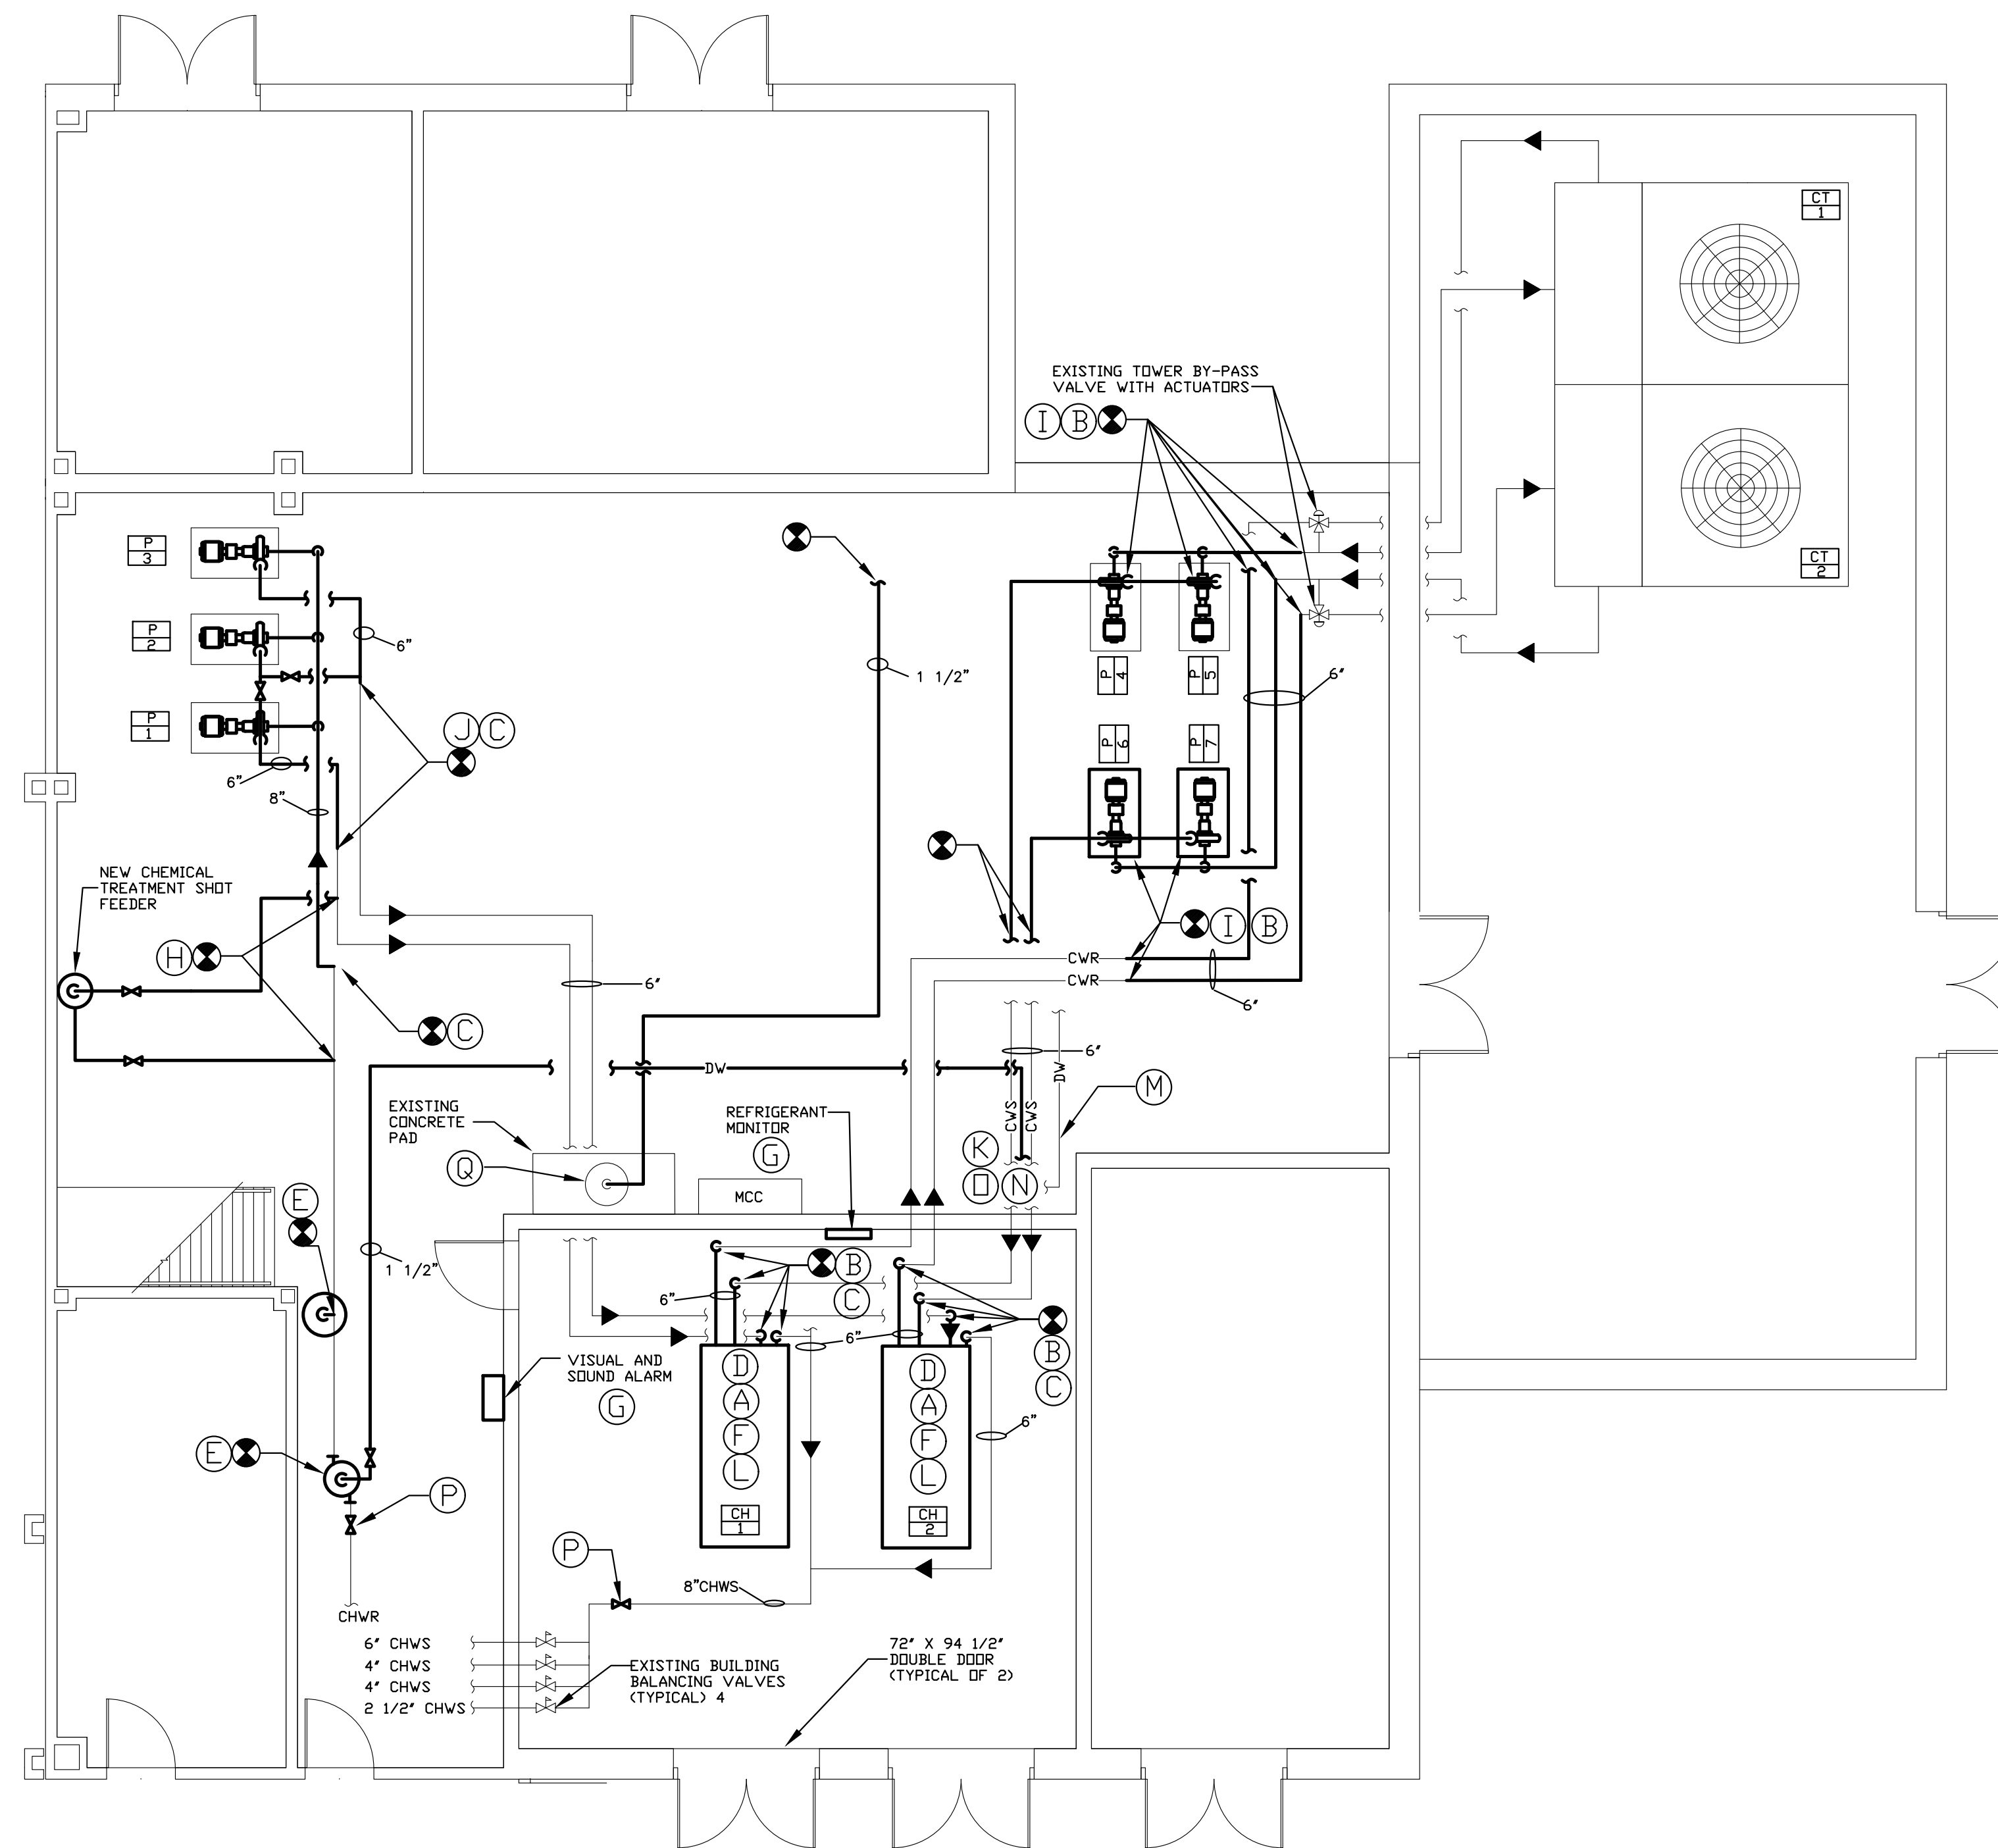 CT
1
EXISTING TOWER BY-PASS
VALVE WITH ACTUATORS
I B
CT
2
P
3
P
2
6"
1 1/2"
P
4
P
5
6"
P
1
J C
P
6
P
7
6"
8"
NEW CHEMICAL
TREATMENT SHOT
FEEDER
I B
H
CWR
CWR
6"
6"
C
6"
DW
DW
M
EXISTING
CONCRETE
PAD
REFRIGERANT
MONITOR
G
CWS
CWS
K
Q
O N
MCC
E
1 1/2"
B
C
6"
6"
B
C
VISUAL AND
SOUND ALARM
G
D
A
F
L
D
A
F
L
6"
E
P
CH
1
CH
2
P
8"CHWS
CHWR
6" CHWS
4" CHWS
4" CHWS
2 1/2" CHWS
EXISTING BUILDING
BALANCING VALVES
(TYPICAL) 4
72" X 94 1/2"
DOUBLE DOOR
(TYPICAL OF 2)